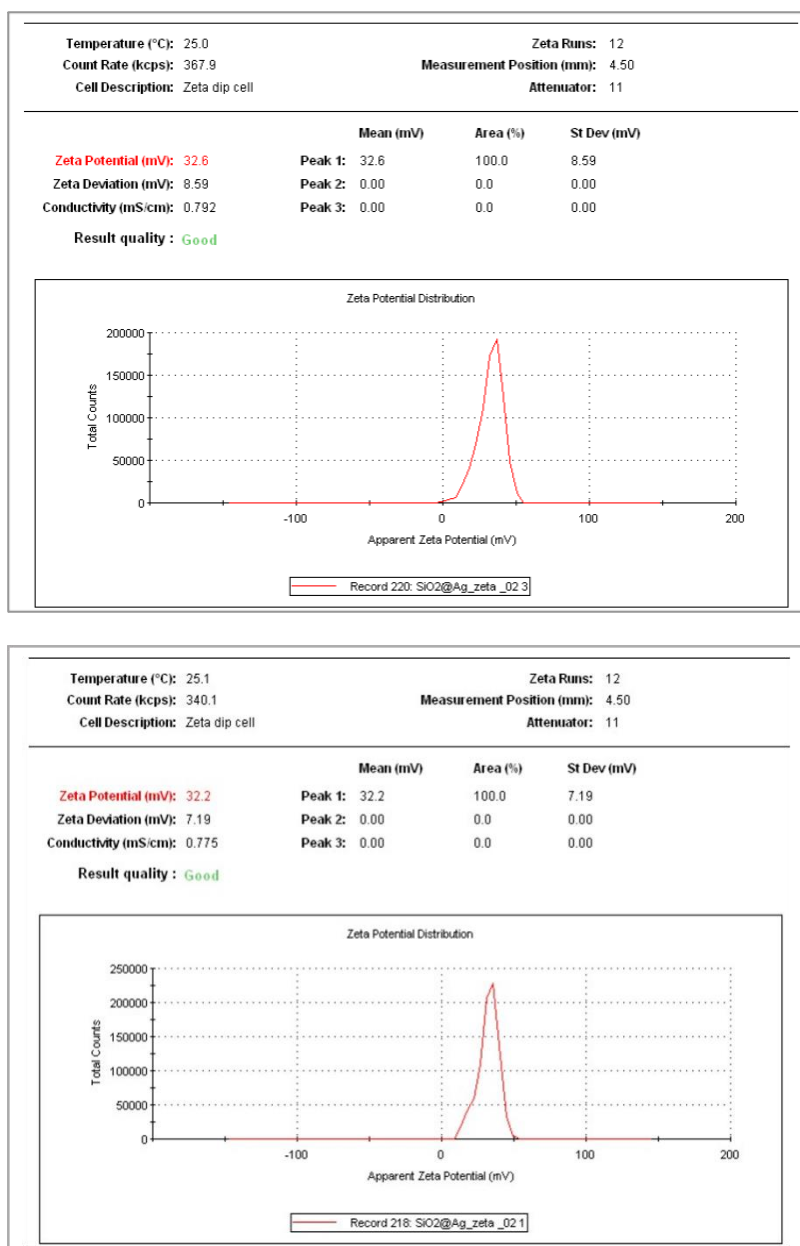 Temperature (°C): 25.0 Zeta Runs: 12
Count Rate (kcps): 367.9 Measurement Position (mm): 4.50
Cell Description: Zeta dip cell Attenuator: 11
Mean (mV) Area (%) St Dev (mV)
Zeta Potential (mV): 32.6 Peak 1: 32.6 100.0 8.59
Zeta Deviation (mV): 8.59 Peak 2: 0.00 0.0 0.00
Conductivity (mS/cm): 0.792 Peak 3: 0.00 0.0 0.00
Result quality : Good
Zeta Potential Distribution
200000
150000
100000
50000
0
Total Counts
-100 0 100 200
Apparent Zeta Potential (mV)
Record 220: SiO2@Ag_zeta _02 3
Temperature (°C): 25.1 Zeta Runs: 12
Count Rate (kcps): 340.1 Measurement Position (mm): 4.50
Cell Description: Zeta dip cell Attenuator: 11
Mean (mV) Area (%) St Dev (mV)
Zeta Potential (mV): 32.2 Peak 1: 32.2 100.0 7.19
Zeta Deviation (mV): 7.19 Peak 2: 0.00 0.0 0.00
Conductivity (mS/cm): 0.775 Peak 3: 0.00 0.0 0.00
Result quality : Good
Zeta Potential Distribution
250000
200000
150000
100000
50000
0
Total Counts
-100 0 100 200
Apparent Zeta Potential (mV)
Record 218: SiO2@Ag_zeta _02 1